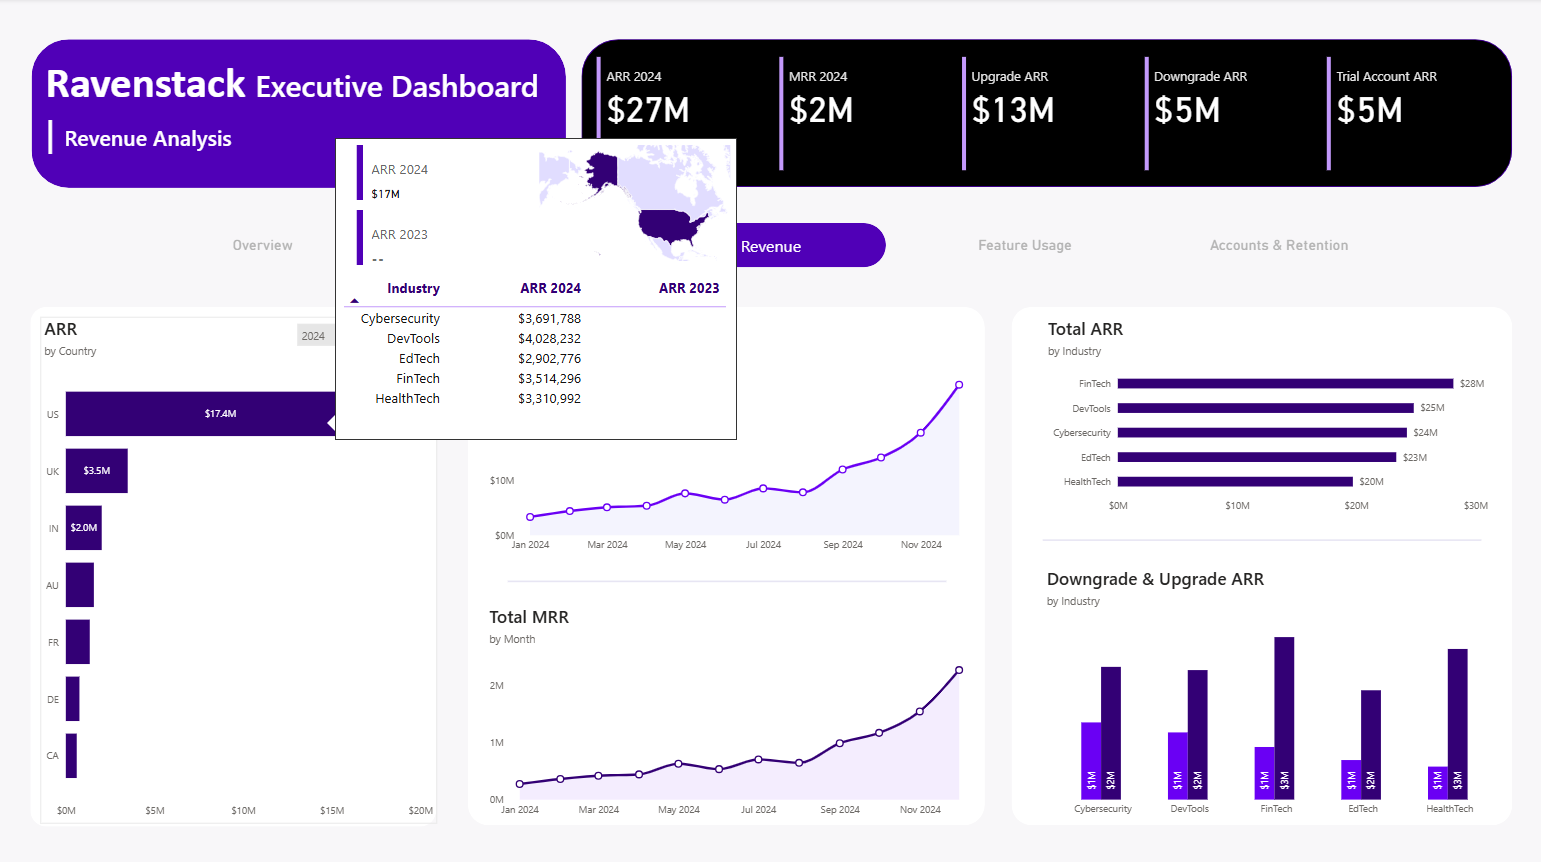 Ravenstack Executive Dashboard
Revenue Analysis
ARR 2024
$27M
MRR 2024
$2M
Upgrade ARR
$13M
Downgrade ARR
$5M
Trial Account ARR
$5M
Overview
Revenue
Feature Usage
Accounts & Retention
ARR 2024
$17M
ARR 2023
--
Industry ARR 2024 ARR 2023
Cybersecurity $3,691,788
DevTools $4,028,232
EdTech $2,902,776
FinTech $3,514,296
HealthTech $3,310,992
ARR
by Country
2024
US $17.4M
UK $3.5M
IN $2.0M
AU
FR
DE
CA
$0M $5M $10M $15M $20M
$10M
$0M
Jan 2024 Mar 2024 May 2024 Jul 2024 Sep 2024 Nov 2024
Total MRR
by Month
2M
1M
0M
Jan 2024 Mar 2024 May 2024 Jul 2024 Sep 2024 Nov 2024
Total ARR
by Industry
FinTech $28M
DevTools $25M
Cybersecurity $24M
EdTech $23M
HealthTech $20M
$0M $10M $20M $30M
Downgrade & Upgrade ARR
by Industry
$1M $2M $1M $2M $1M $3M $1M $2M $1M $3M
Cybersecurity DevTools FinTech EdTech HealthTech